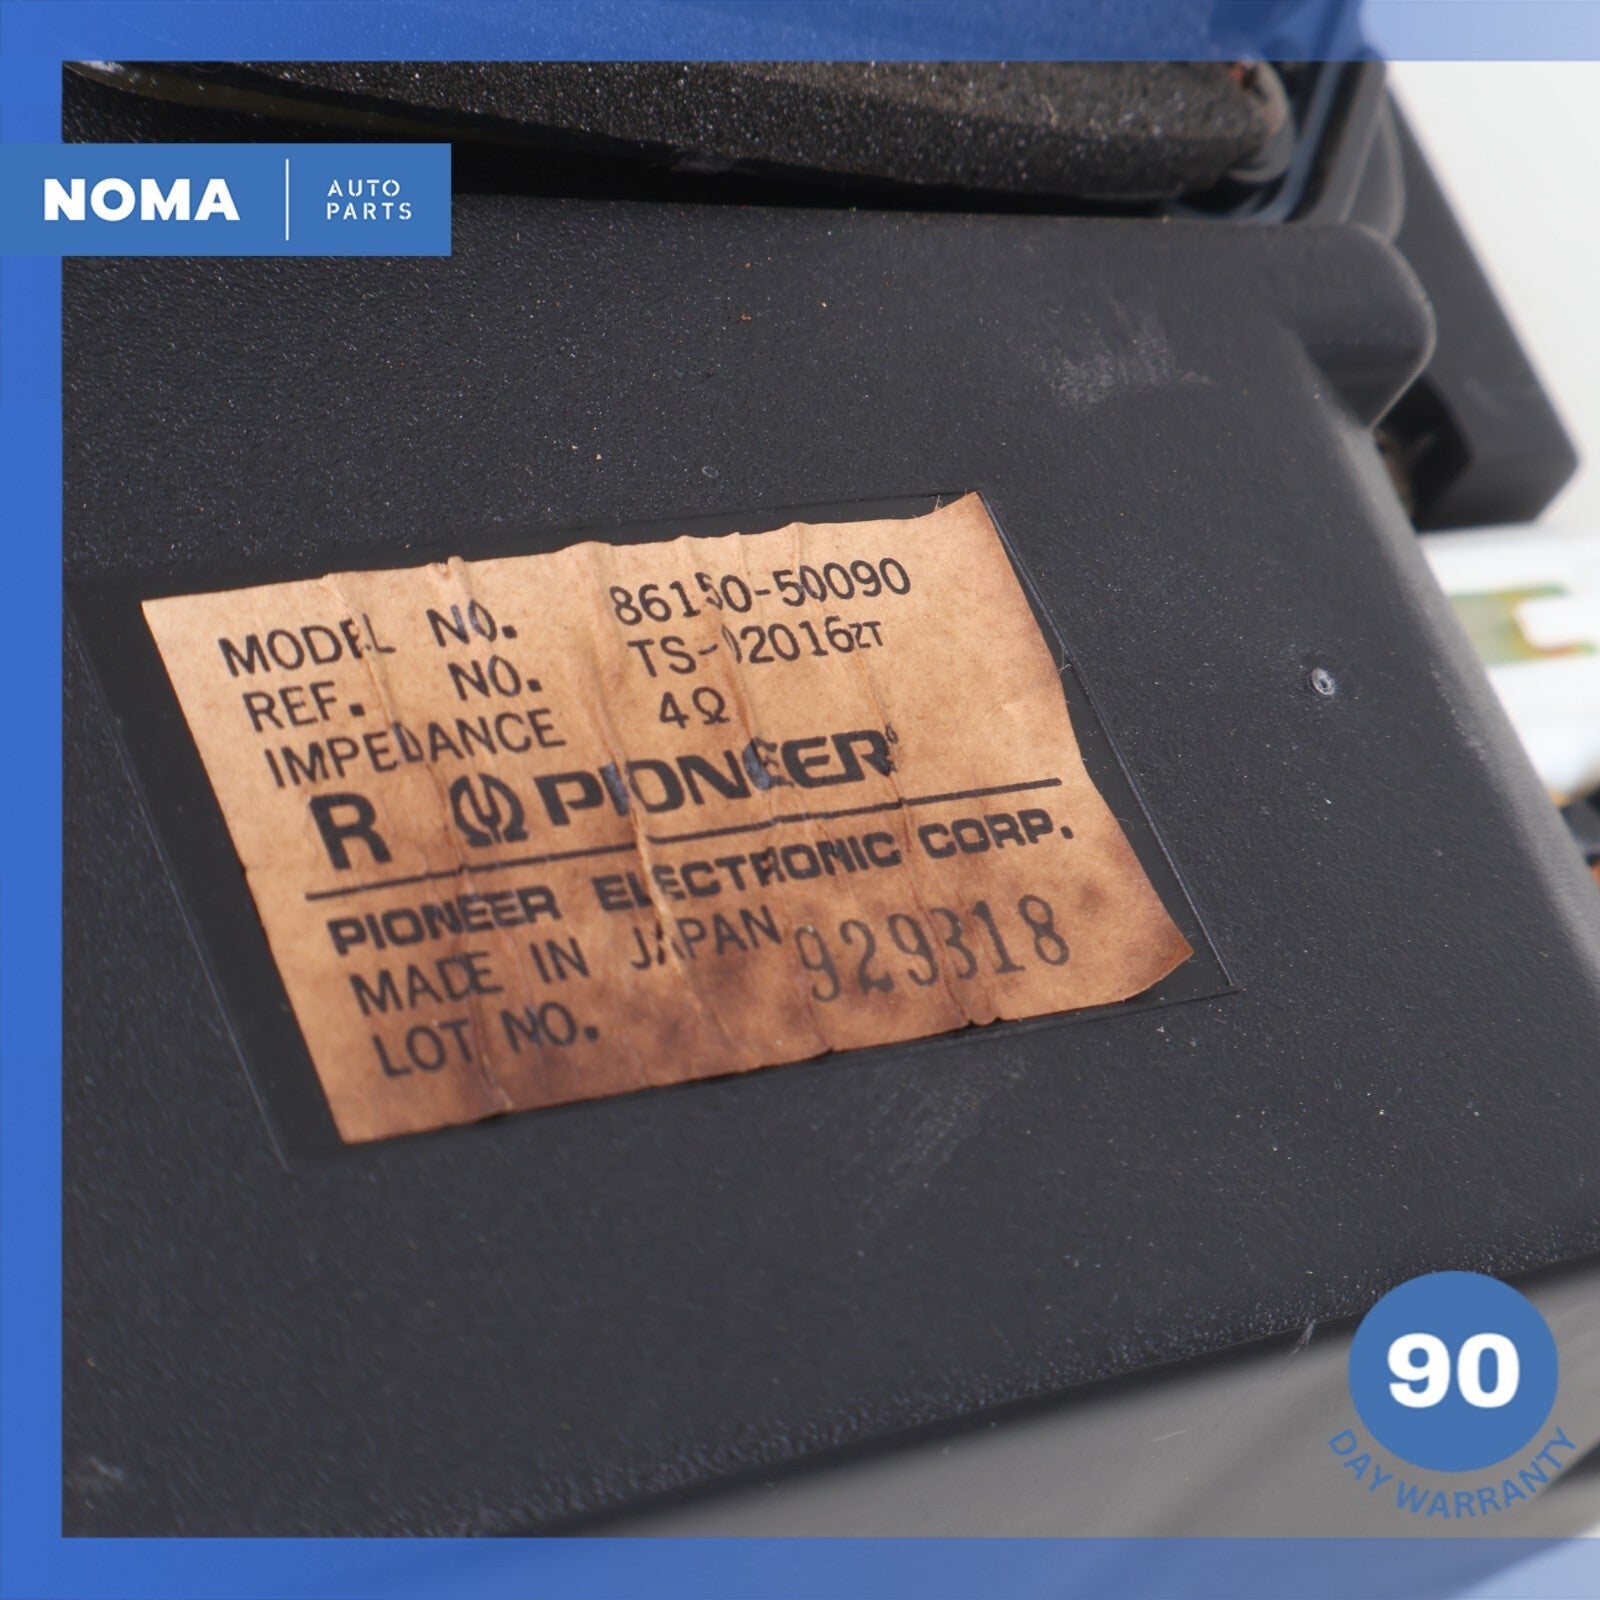 NOMA
AUTO
PARTS
MODEL NO. 86150-50090
REF. NO. TS-02016ZT
IMPEDANCE 4Ω
R PIONEER
PIONEER ELECTRONIC CORP.
MADE IN JAPAN
LOT NO. 929318
90
DAY WARRANTY